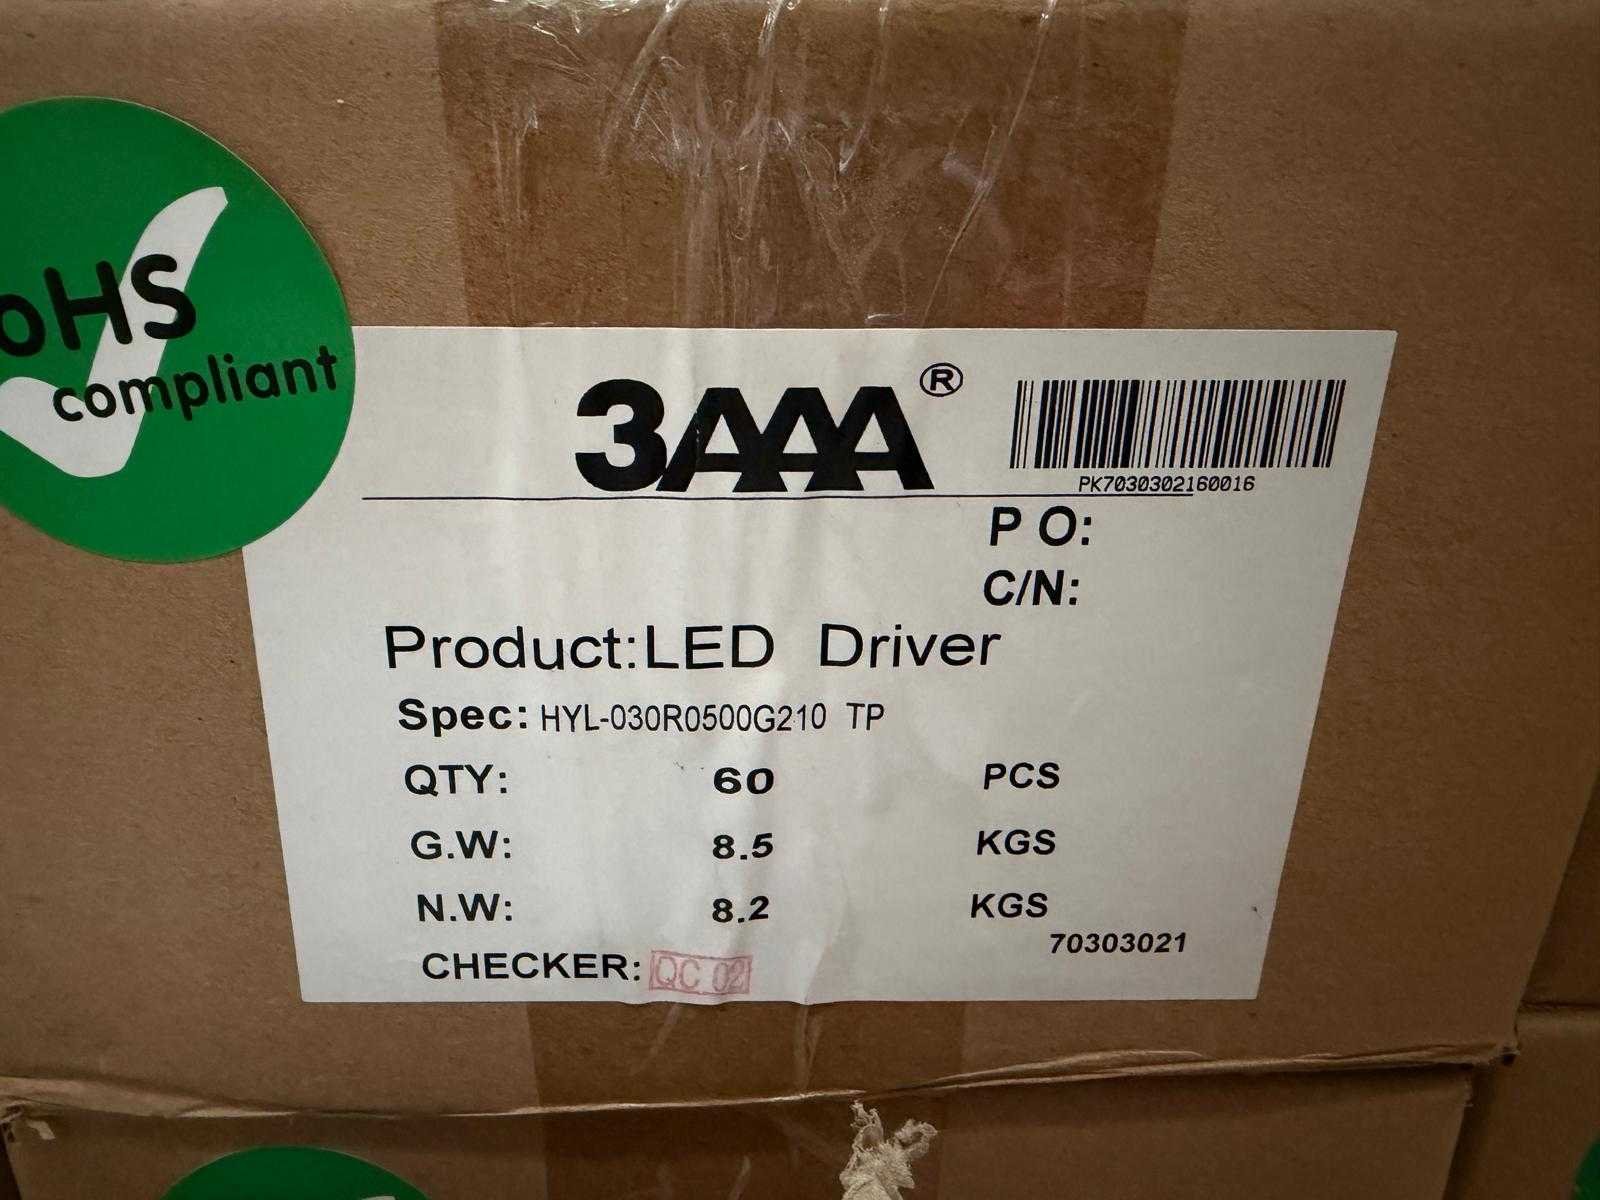 oHS
compliant
3AAA®
PK7030302160016
P O:
C/N:
Product:LED Driver
Spec: HYL-030R0500G210 TP
QTY: 60 PCS
G.W: 8.5 KGS
N.W: 8.2 KGS
70303021
CHECKER: QC 02